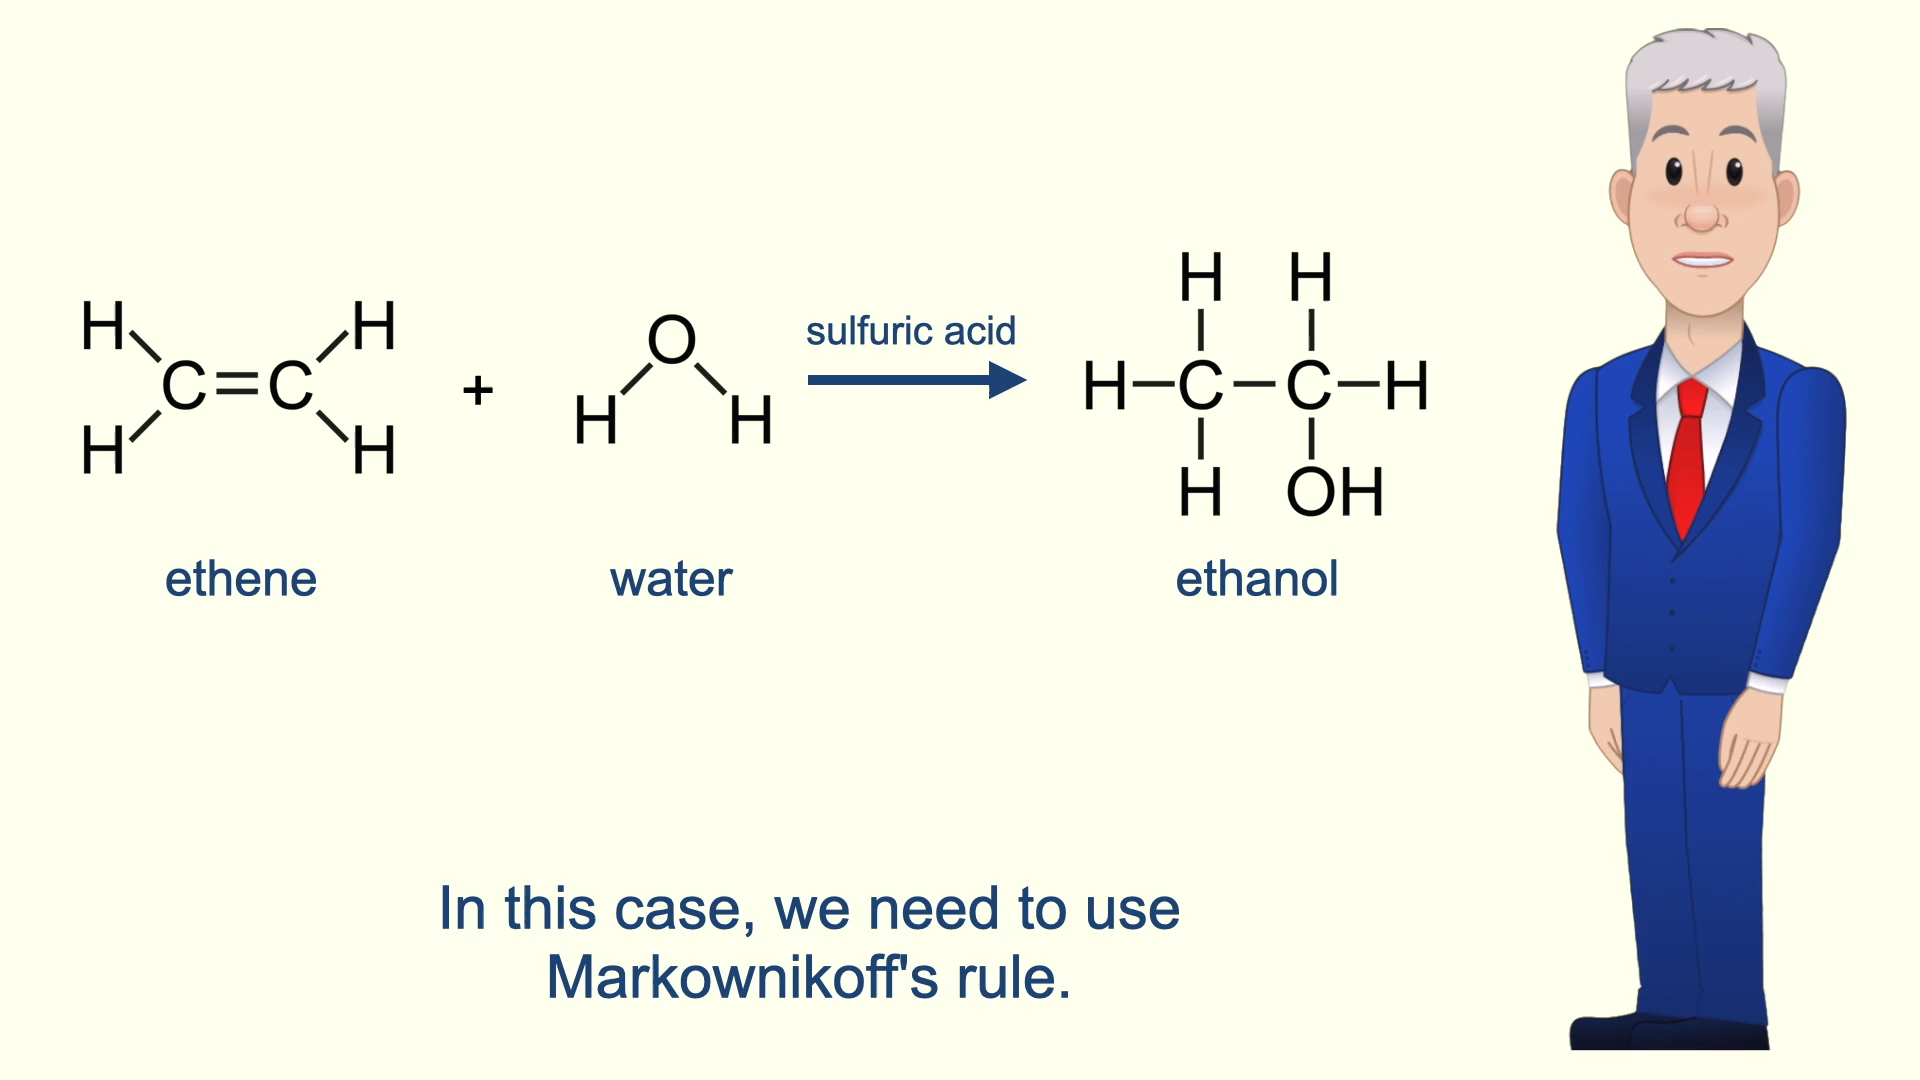 H H H H
C=C + O H H sulfuric acid H–C–C–H
H H H H H OH
ethene water ethanol
In this case, we need to use
Markownikoff's rule.